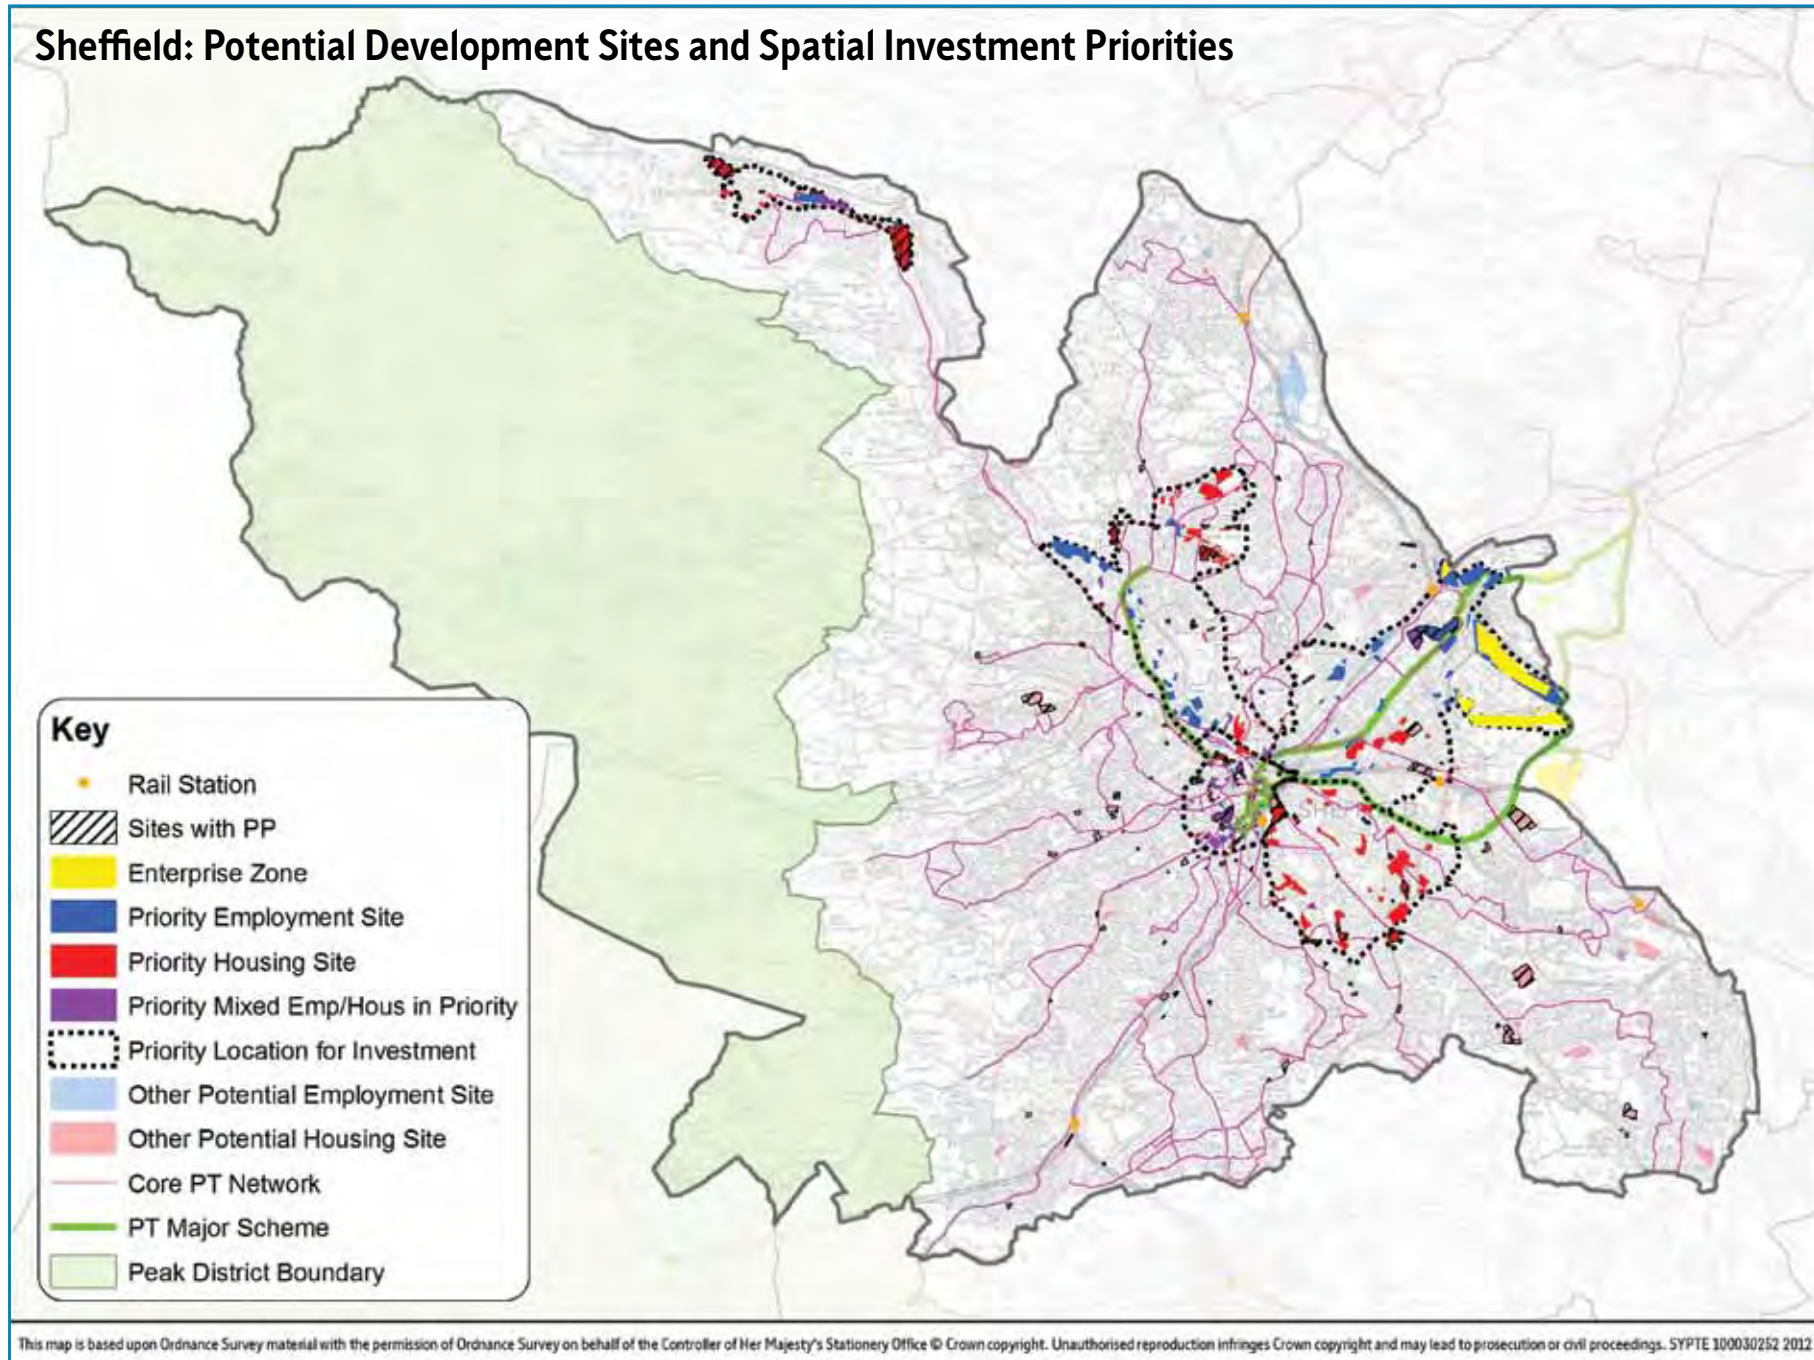 Sheffield: Potential Development Sites and Spatial Investment Priorities
Key
Rail Station
Sites with PP
Enterprise Zone
Priority Employment Site
Priority Housing Site
Priority Mixed Emp/Hous in Priority
Priority Location for Investment
Other Potential Employment Site
Other Potential Housing Site
Core PT Network
PT Major Scheme
Peak District Boundary
This map is based upon Ordnance Survey material with the permission of Ordnance Survey on behalf of the Controller of Her Majesty's Stationery Office © Crown copyright. Unauthorised reproduction infringes Crown copyright and may lead to prosecution or civil proceedings. SYPTE 100030252 2012